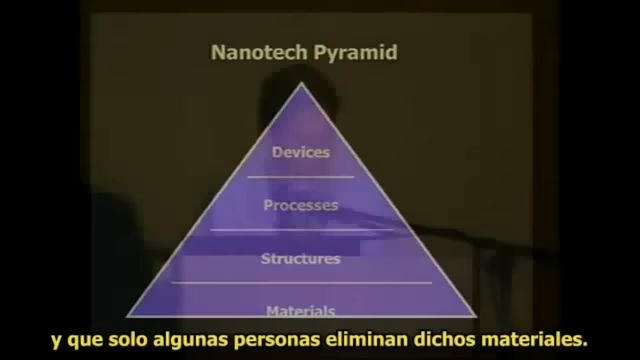 Nanotech Pyramid
Devices
Processes
Structures
Materials
y que solo algunas personas eliminan dichos materiales.